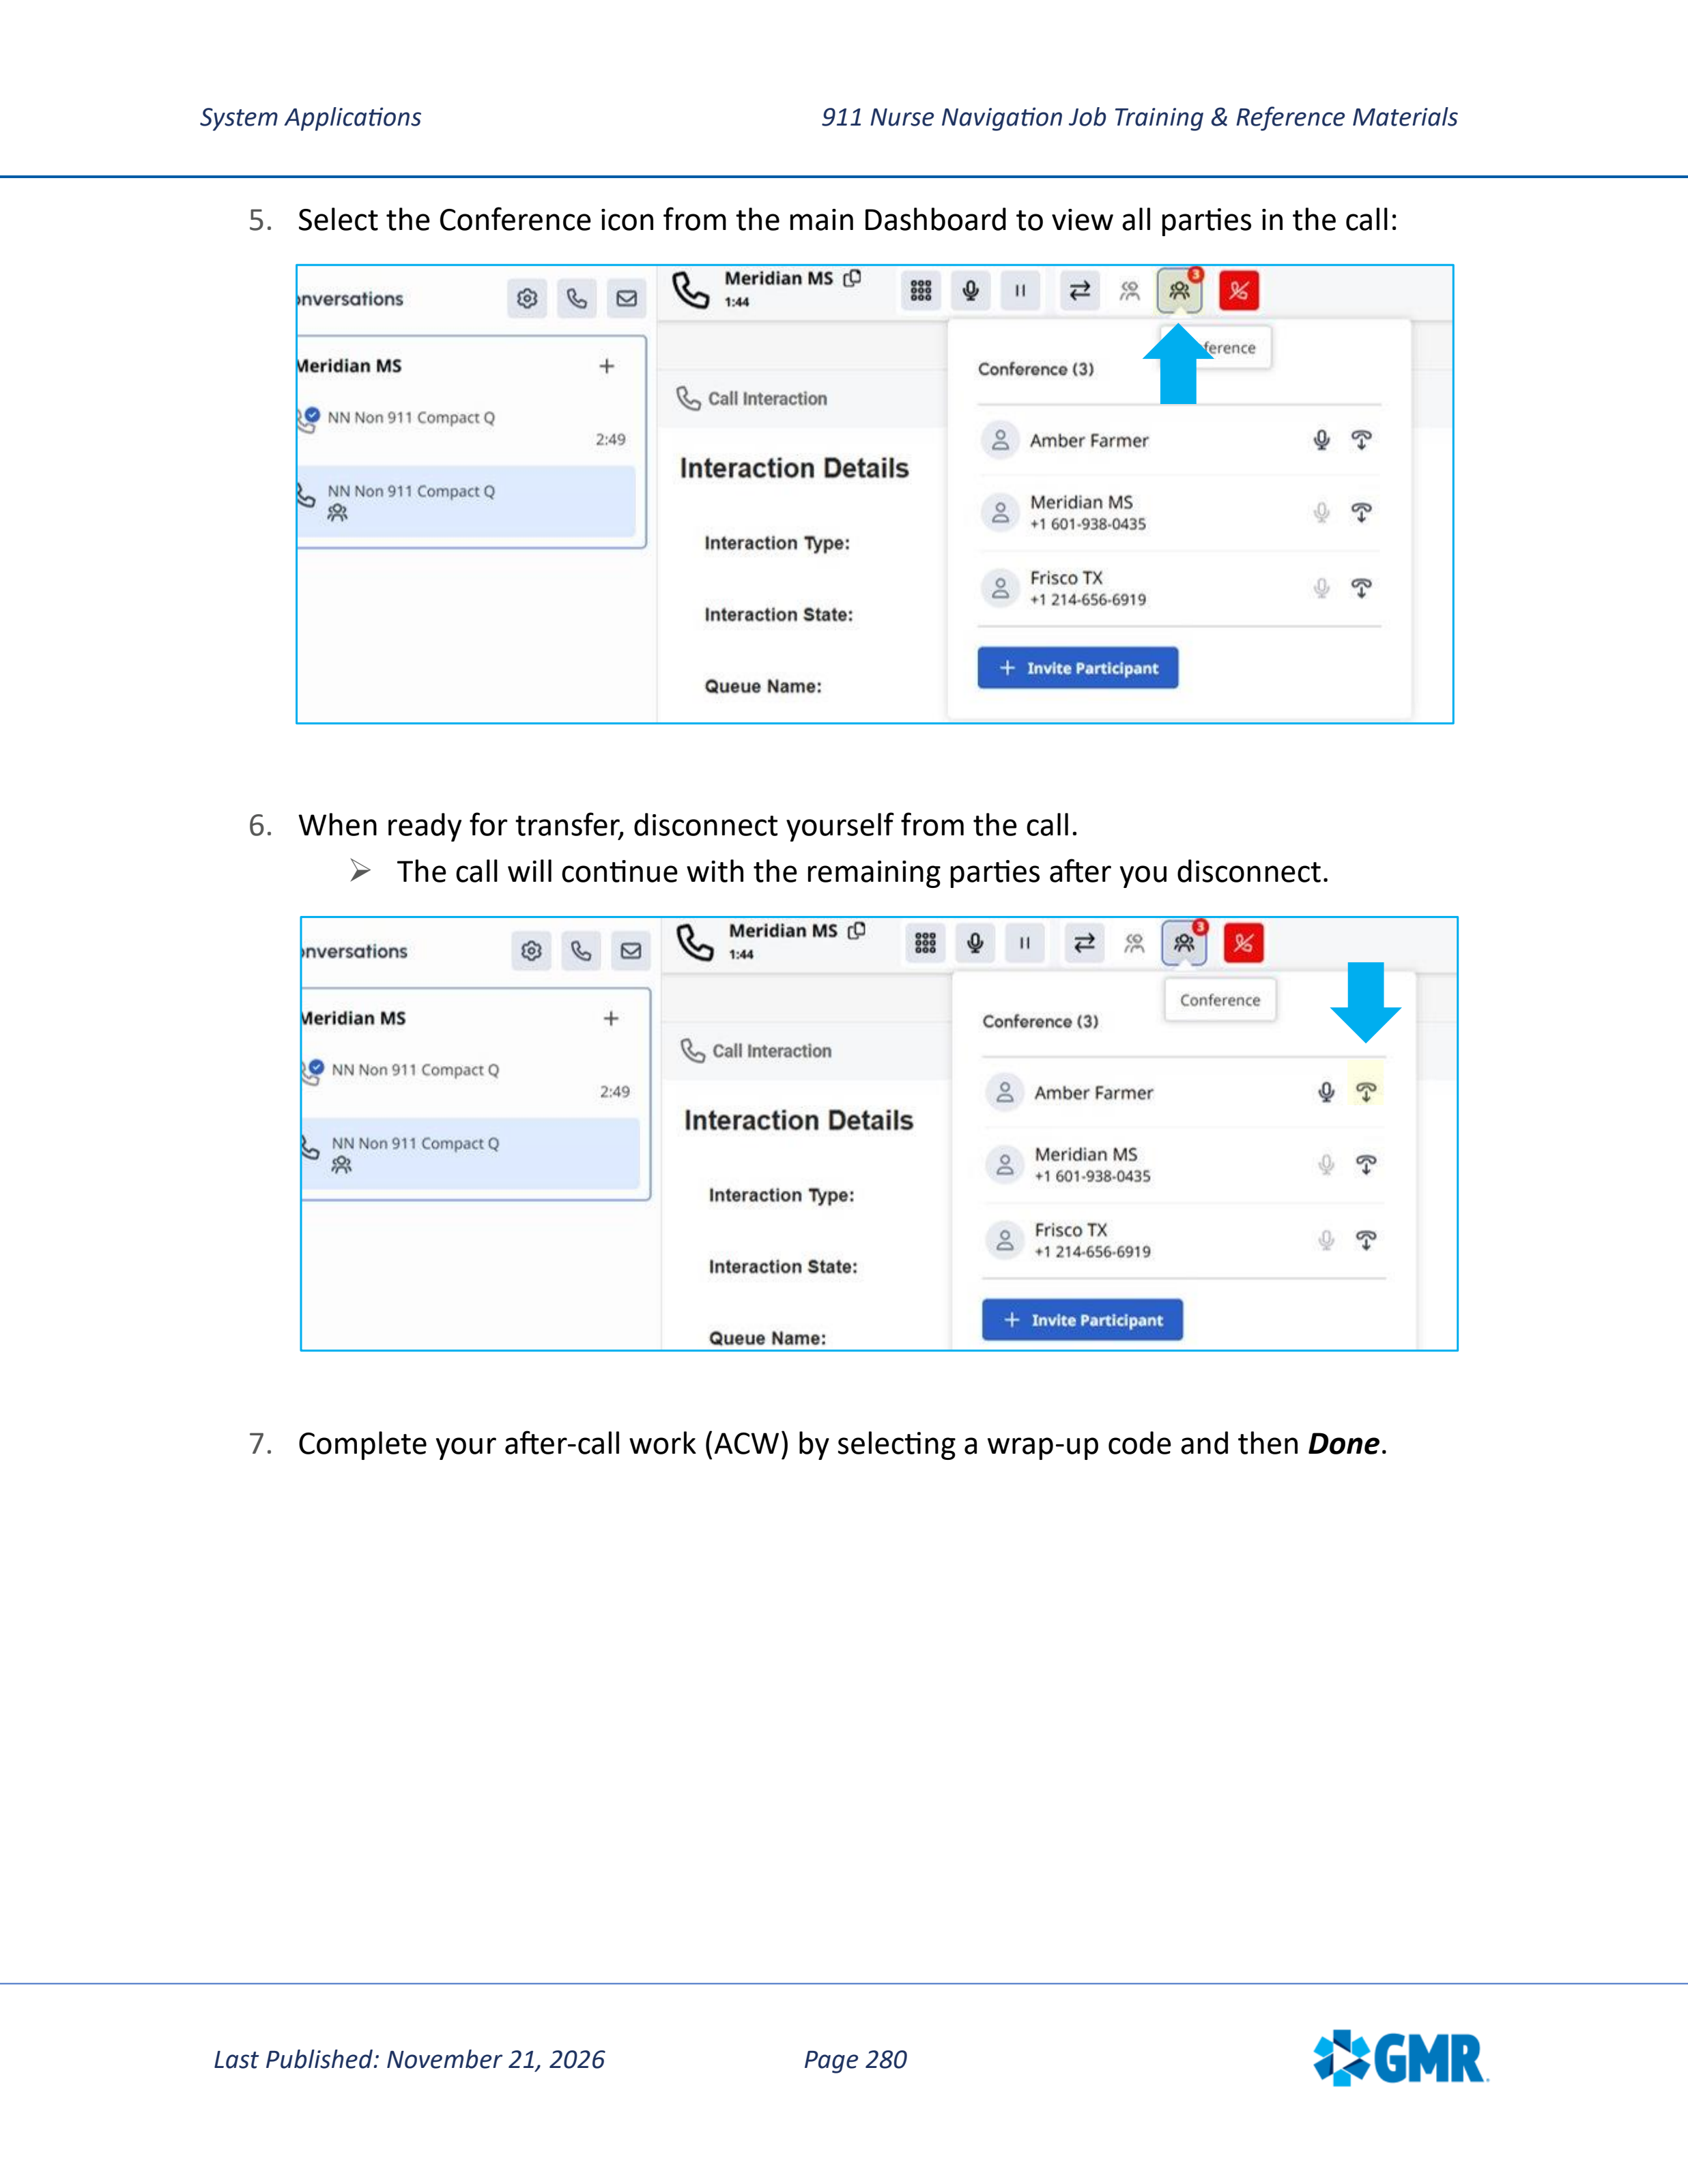 System Applications
911 Nurse Navigation Job Training & Reference Materials
5. Select the Conference icon from the main Dashboard to view all parties in the call:
onversations
Meridian MS
1:44
3
Meridian MS +
NN Non 911 Compact Q
2:49
NN Non 911 Compact Q
Call Interaction
Interaction Details
Interaction Type:
Interaction State:
Queue Name:
ference
Conference (3)
Amber Farmer
Meridian MS
+1 601-938-0435
Frisco TX
+1 214-656-6919
+ Invite Participant
6. When ready for transfer, disconnect yourself from the call.
➤ The call will continue with the remaining parties after you disconnect.
onversations
Meridian MS
1:44
3
Meridian MS +
NN Non 911 Compact Q
2:49
NN Non 911 Compact Q
Call Interaction
Interaction Details
Interaction Type:
Interaction State:
Queue Name:
Conference
Conference (3)
Amber Farmer
Meridian MS
+1 601-938-0435
Frisco TX
+1 214-656-6919
+ Invite Participant
7. Complete your after-call work (ACW) by selecting a wrap-up code and then Done.
Last Published: November 21, 2026
Page 280
GMR